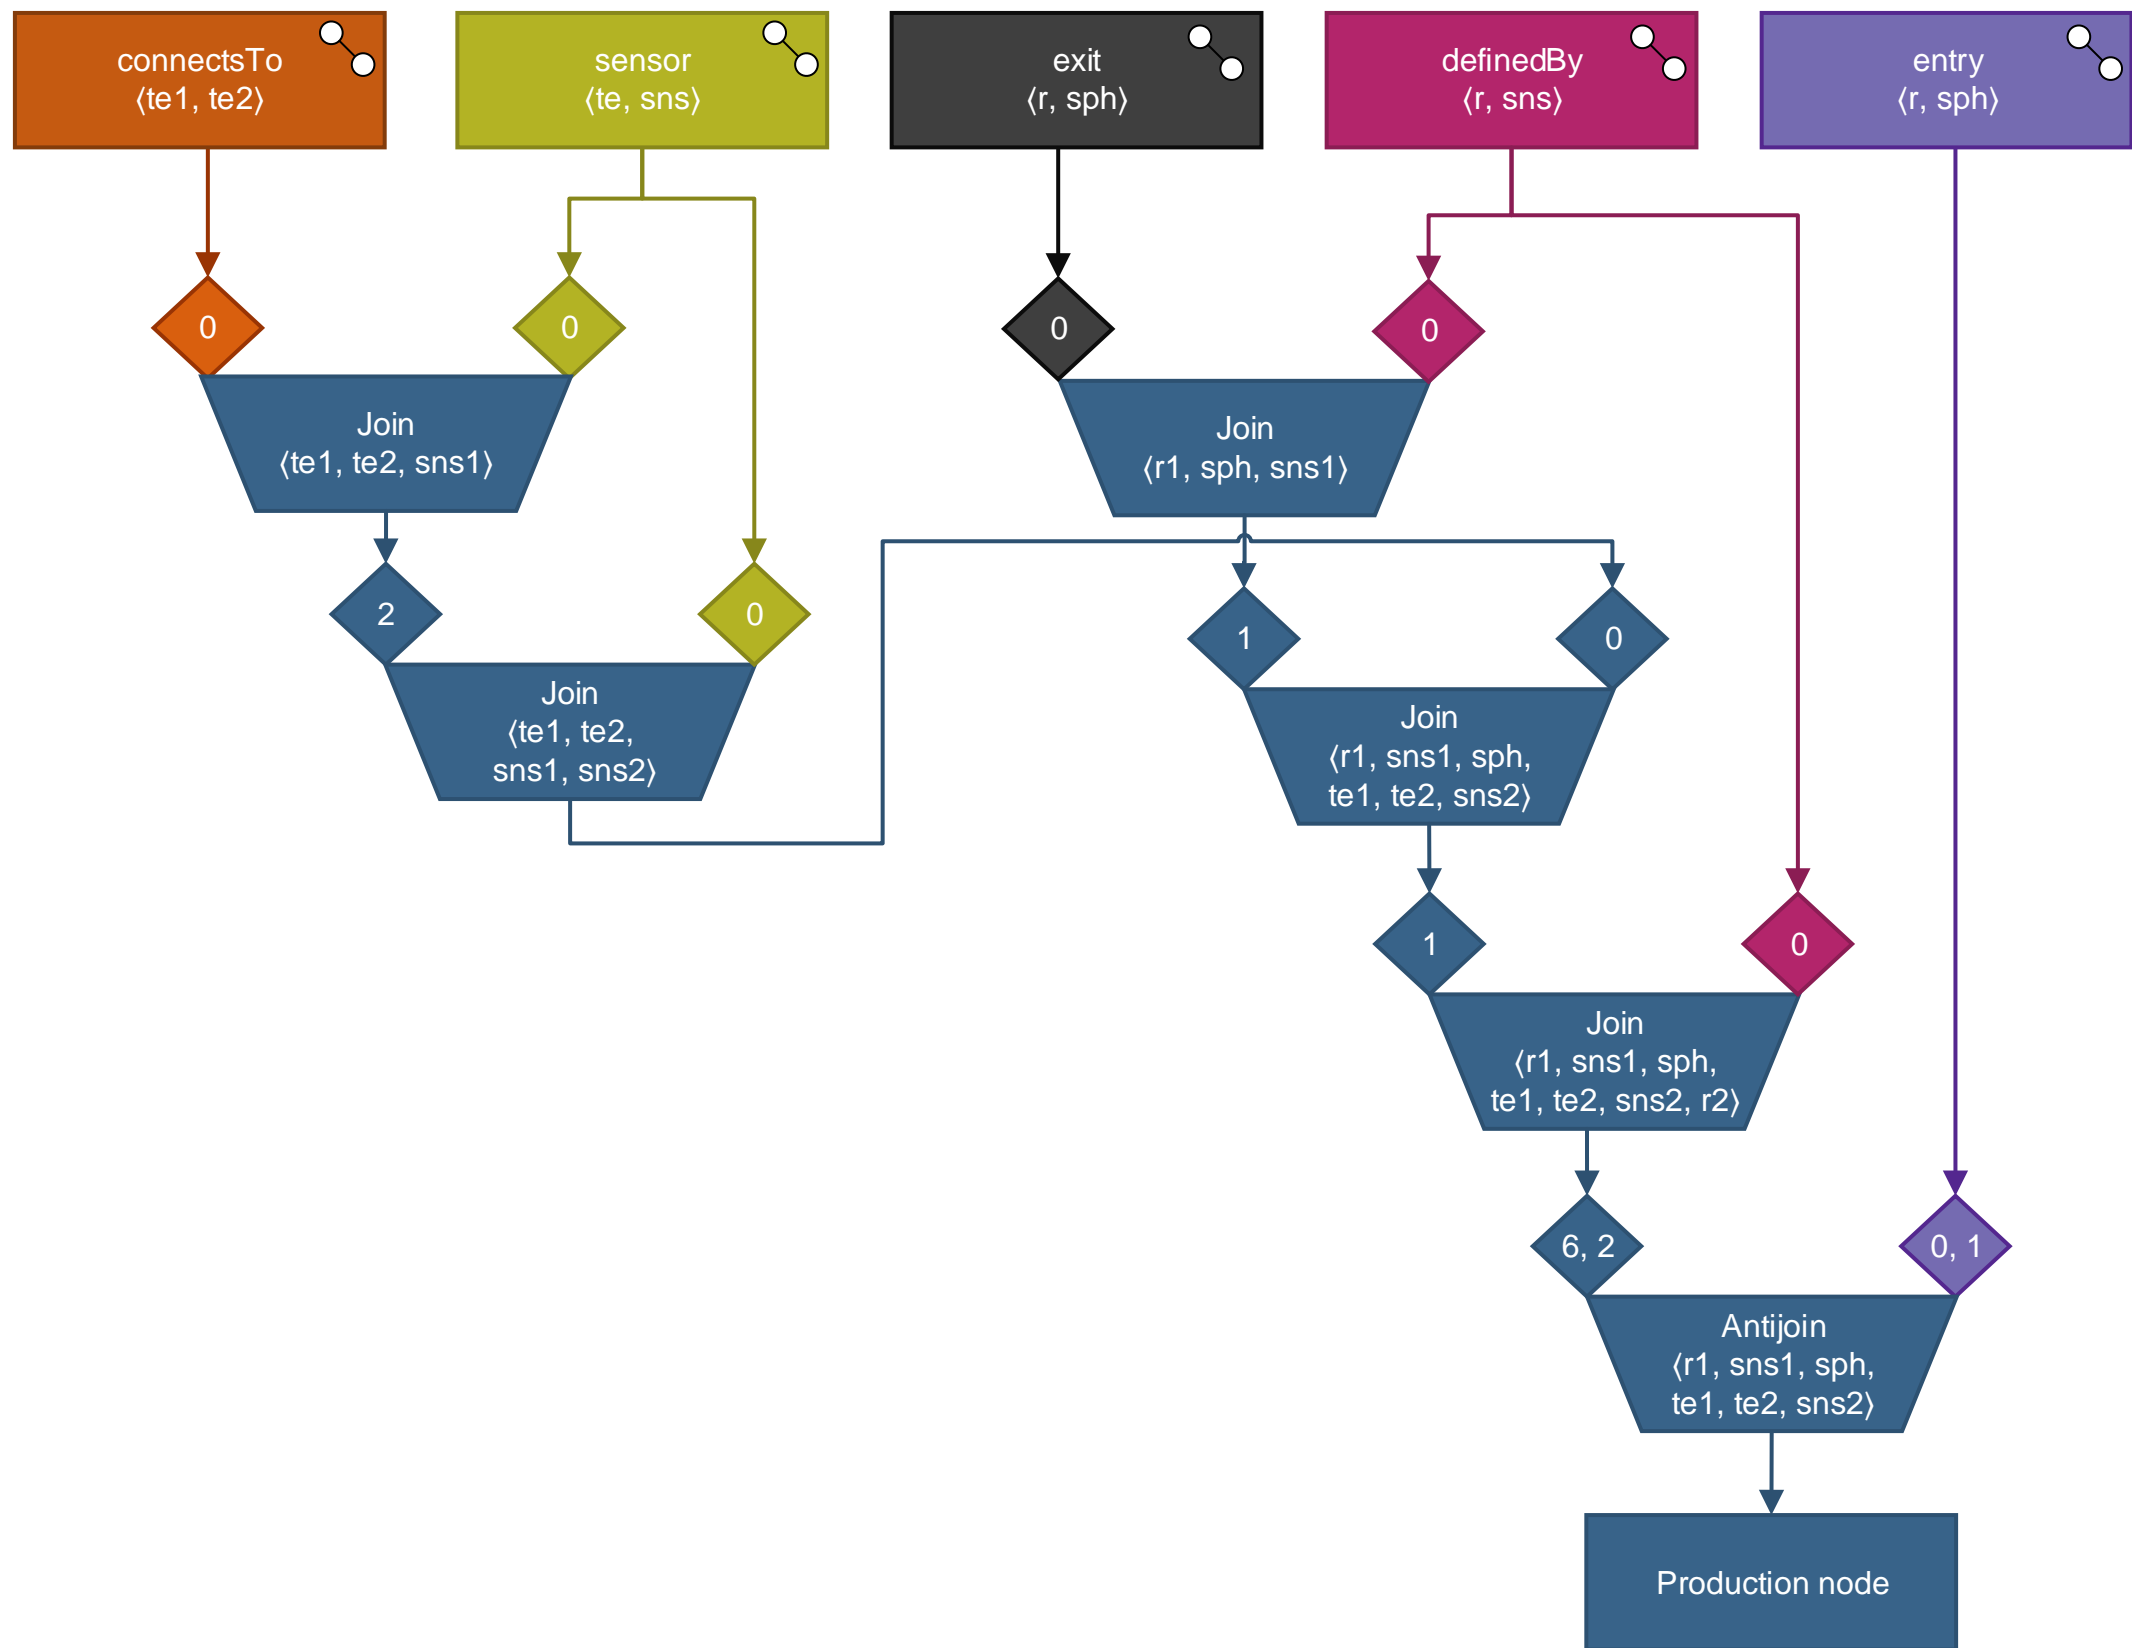 connectsTo
⟨te1, te2⟩
sensor
⟨te, sns⟩
exit
⟨r, sph⟩
definedBy
⟨r, sns⟩
entry
⟨r, sph⟩
0
0
0
0
Join
⟨te1, te2, sns1⟩
Join
⟨r1, sph, sns1⟩
2
0
1
0
Join
⟨te1, te2,
sns1, sns2⟩
Join
⟨r1, sns1, sph,
te1, te2, sns2⟩
1
0
Join
⟨r1, sns1, sph,
te1, te2, sns2, r2⟩
6, 2
0, 1
Antijoin
⟨r1, sns1, sph,
te1, te2, sns2⟩
Production node